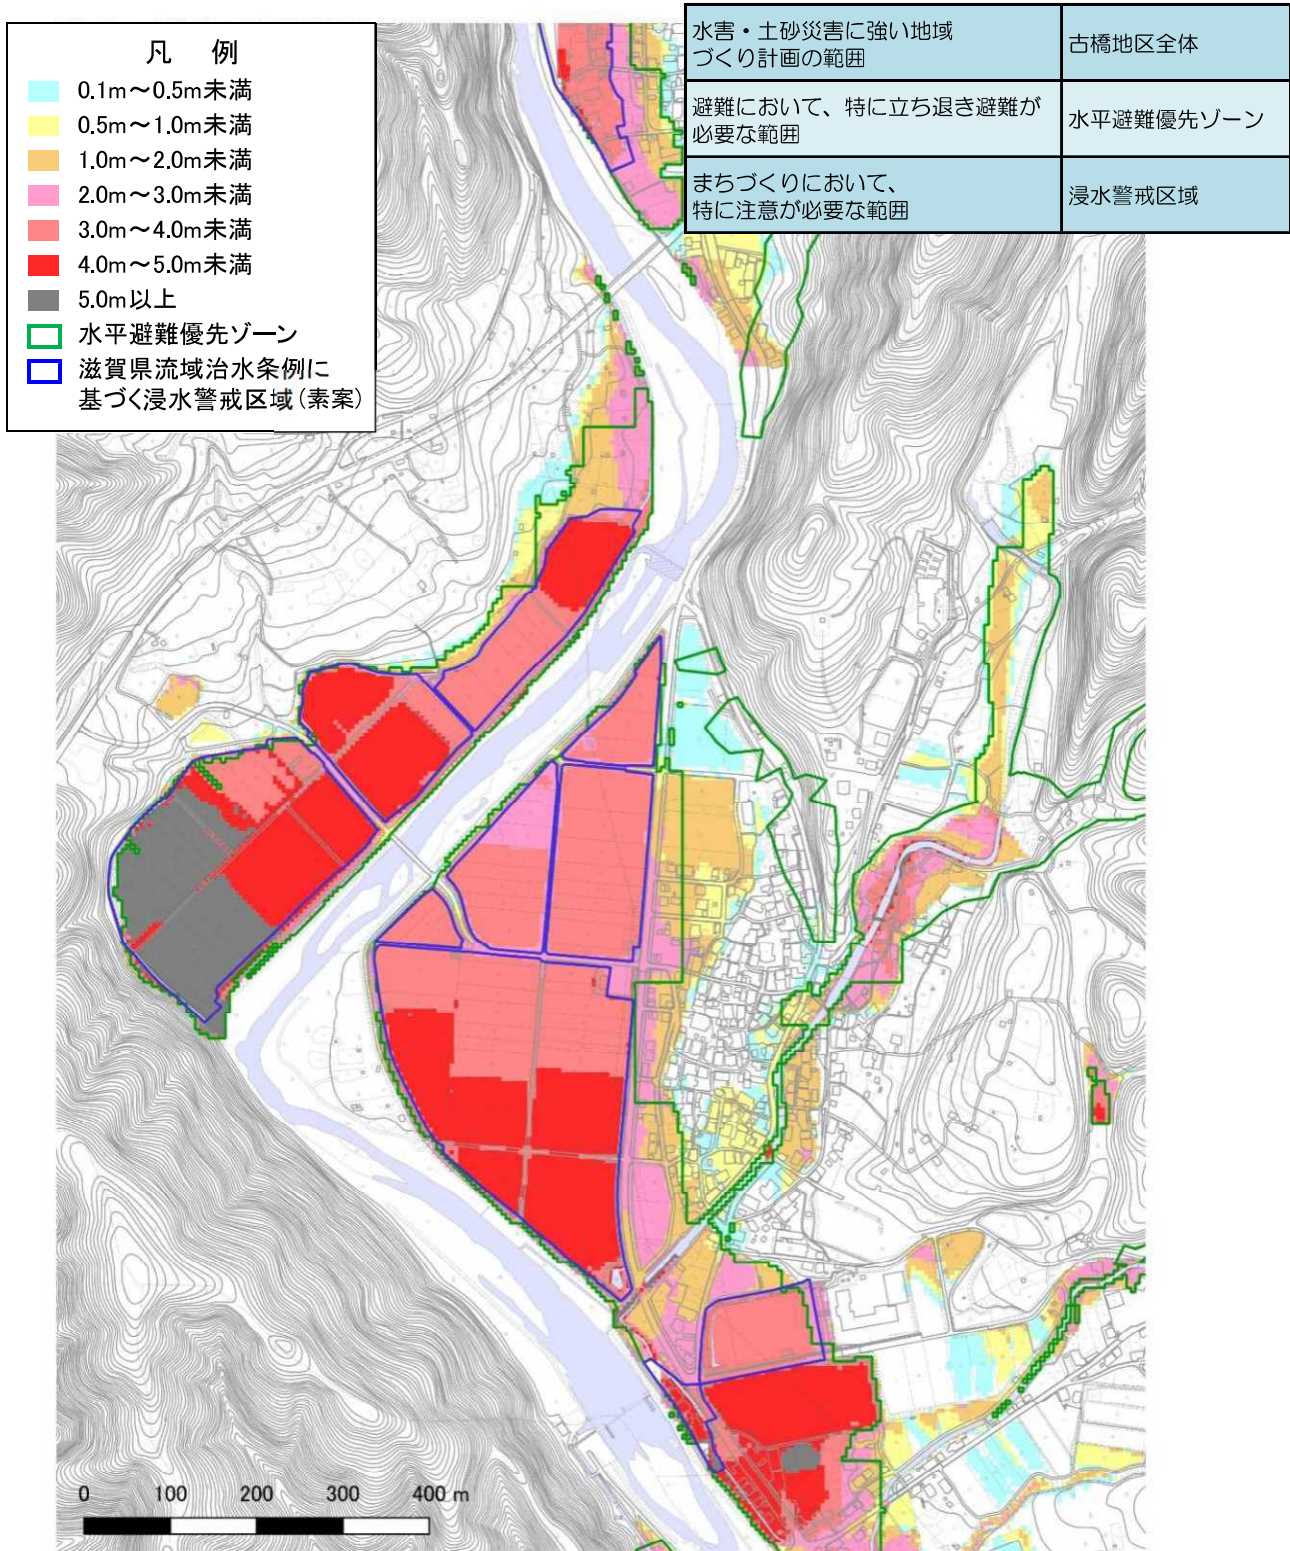 凡 例
0.1m～0.5m未満
0.5m～1.0m未満
1.0m～2.0m未満
2.0m～3.0m未満
3.0m～4.0m未満
4.0m～5.0m未満
5.0m以上
水平避難優先ゾーン
滋賀県流域治水条例に
基づく浸水警戒区域（素案）
水害・土砂災害に強い地域
づくり計画の範囲
古橋地区全体
避難において、特に立ち退き避難が
必要な範囲
水平避難優先ゾーン
まちづくりにおいて、
特に注意が必要な範囲
浸水警戒区域
0 100 200 300 400 m